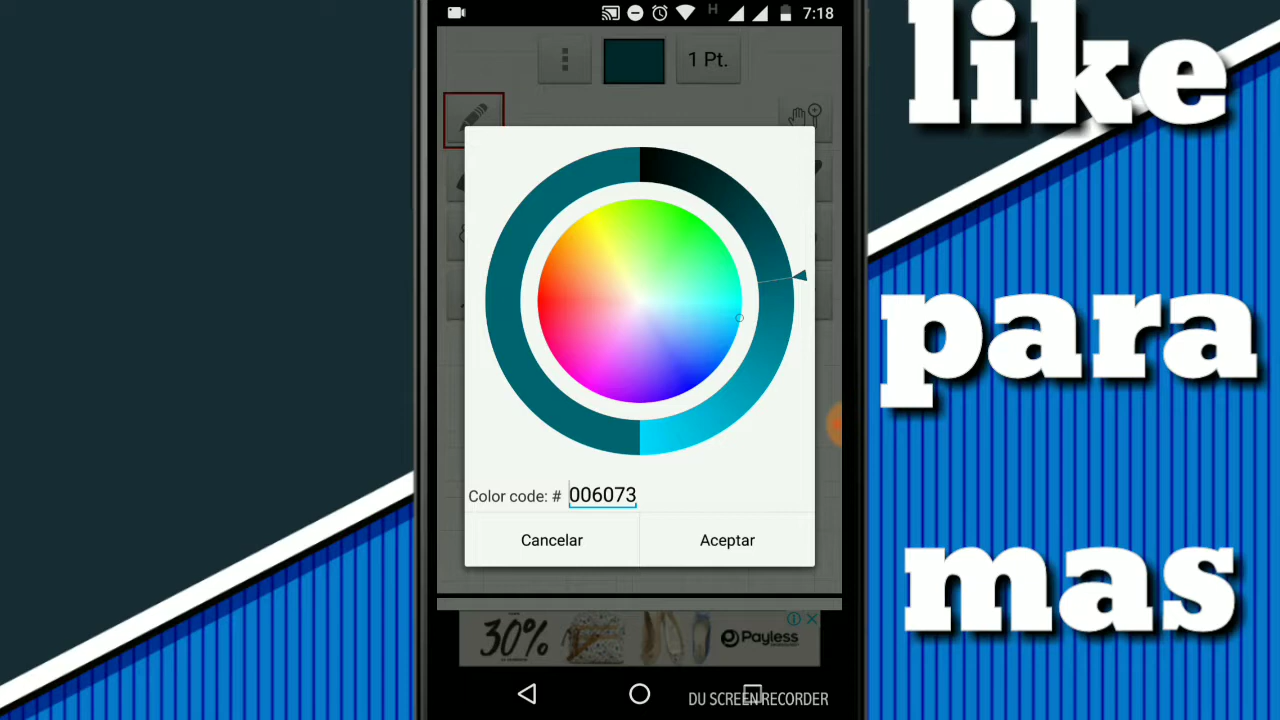 H
7:18
1 Pt.
Color code: # 006073
Cancelar
Aceptar
30%
Payless
DU SCREEN RECORDER
like
para
mas